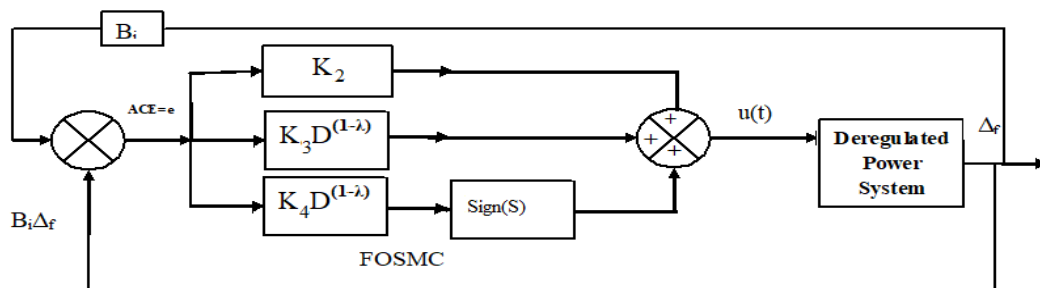 Bᵢ
K₂
ACE=e
K₃D⁽¹⁻λ⁾
+
+
+
u(t)
Deregulated
Power
System
Δf
K₄D⁽¹⁻λ⁾
Sign(S)
BᵢΔf
FOSMC